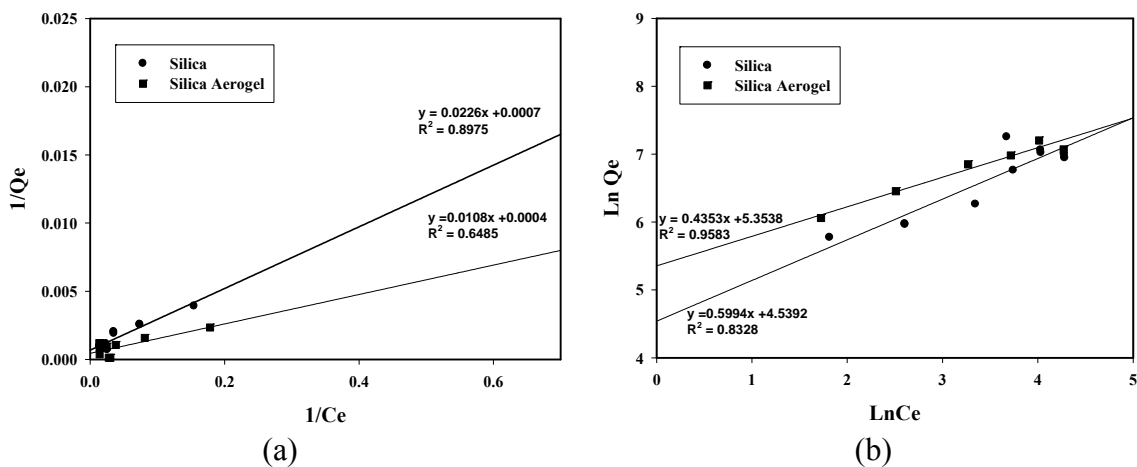 0.025
0.020
0.015
0.010
0.005
0.000
1/Qe
Silica
Silica Aerogel
y = 0.0226x +0.0007
R² = 0.8975
y =0.0108x +0.0004
R² = 0.6485
0.0 0.2 0.4 0.6
1/Ce
(a)
9
8
7
6
5
4
Ln Qe
Silica
Silica Aerogel
y = 0.4353x +5.3538
R² = 0.9583
y =0.5994x +4.5392
R² = 0.8328
0 1 2 3 4 5
LnCe
(b)